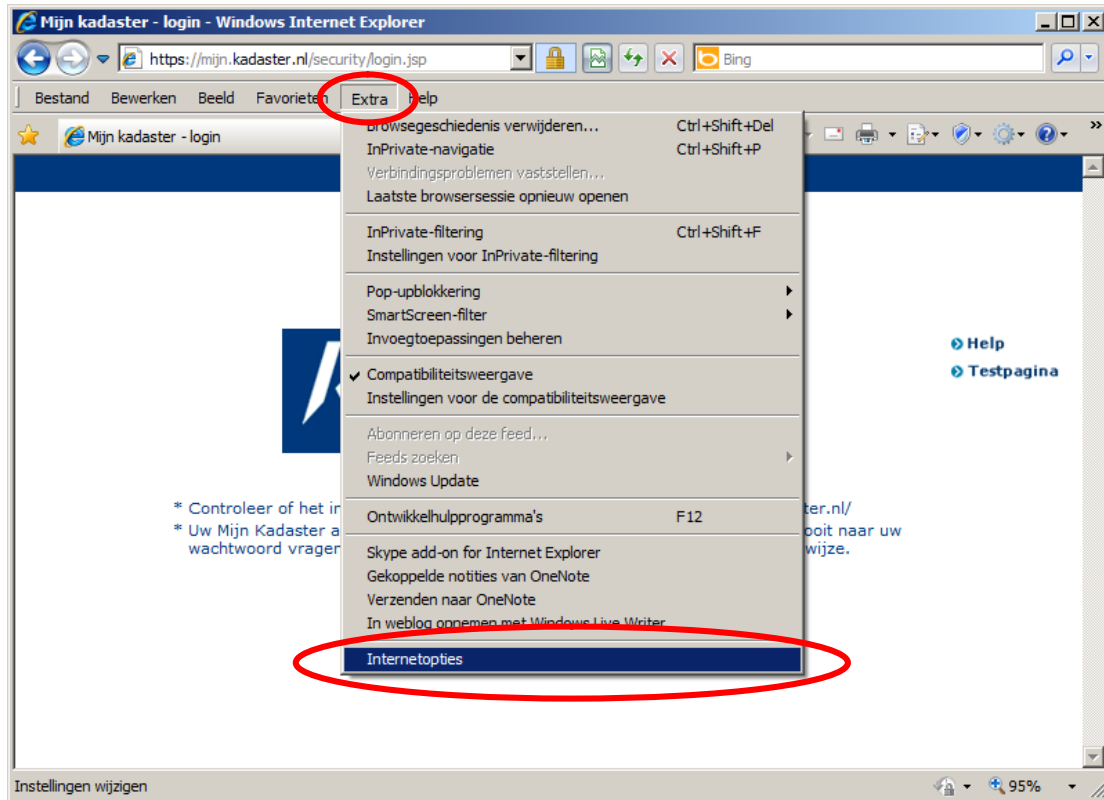 Mijn kadaster - login - Windows Internet Explorer
https://mijn.kadaster.nl/security/login.jsp Bing
Bestand Bewerken Beeld Favorieten Extra Help
Mijn kadaster - login
Browsegeschiedenis verwijderen... Ctrl+Shift+Del
InPrivate-navigatie Ctrl+Shift+P
Verbindingsproblemen vaststellen...
Laatste browsersessie opnieuw openen
InPrivate-filtering Ctrl+Shift+F
Instellingen voor InPrivate-filtering
Pop-upblokkering
SmartScreen-filter
Invoegtoepassingen beheren
Compatibiliteitsweergave
Instellingen voor de compatibiliteitsweergave
Abonneren op deze feed...
Feeds zoeken
Windows Update
Ontwikkelhulpprogramma's F12
Skype add-on for Internet Explorer
Gekoppelde notities van OneNote
Verzenden naar OneNote
In weblog opnemen met Windows Live Writer
Internetopties
Help
Testpagina
* Controleer of het in ter.nl/
* Uw Mijn Kadaster a ooit naar uw
wachtwoord vragen wijze.
Instellingen wijzigen 95%